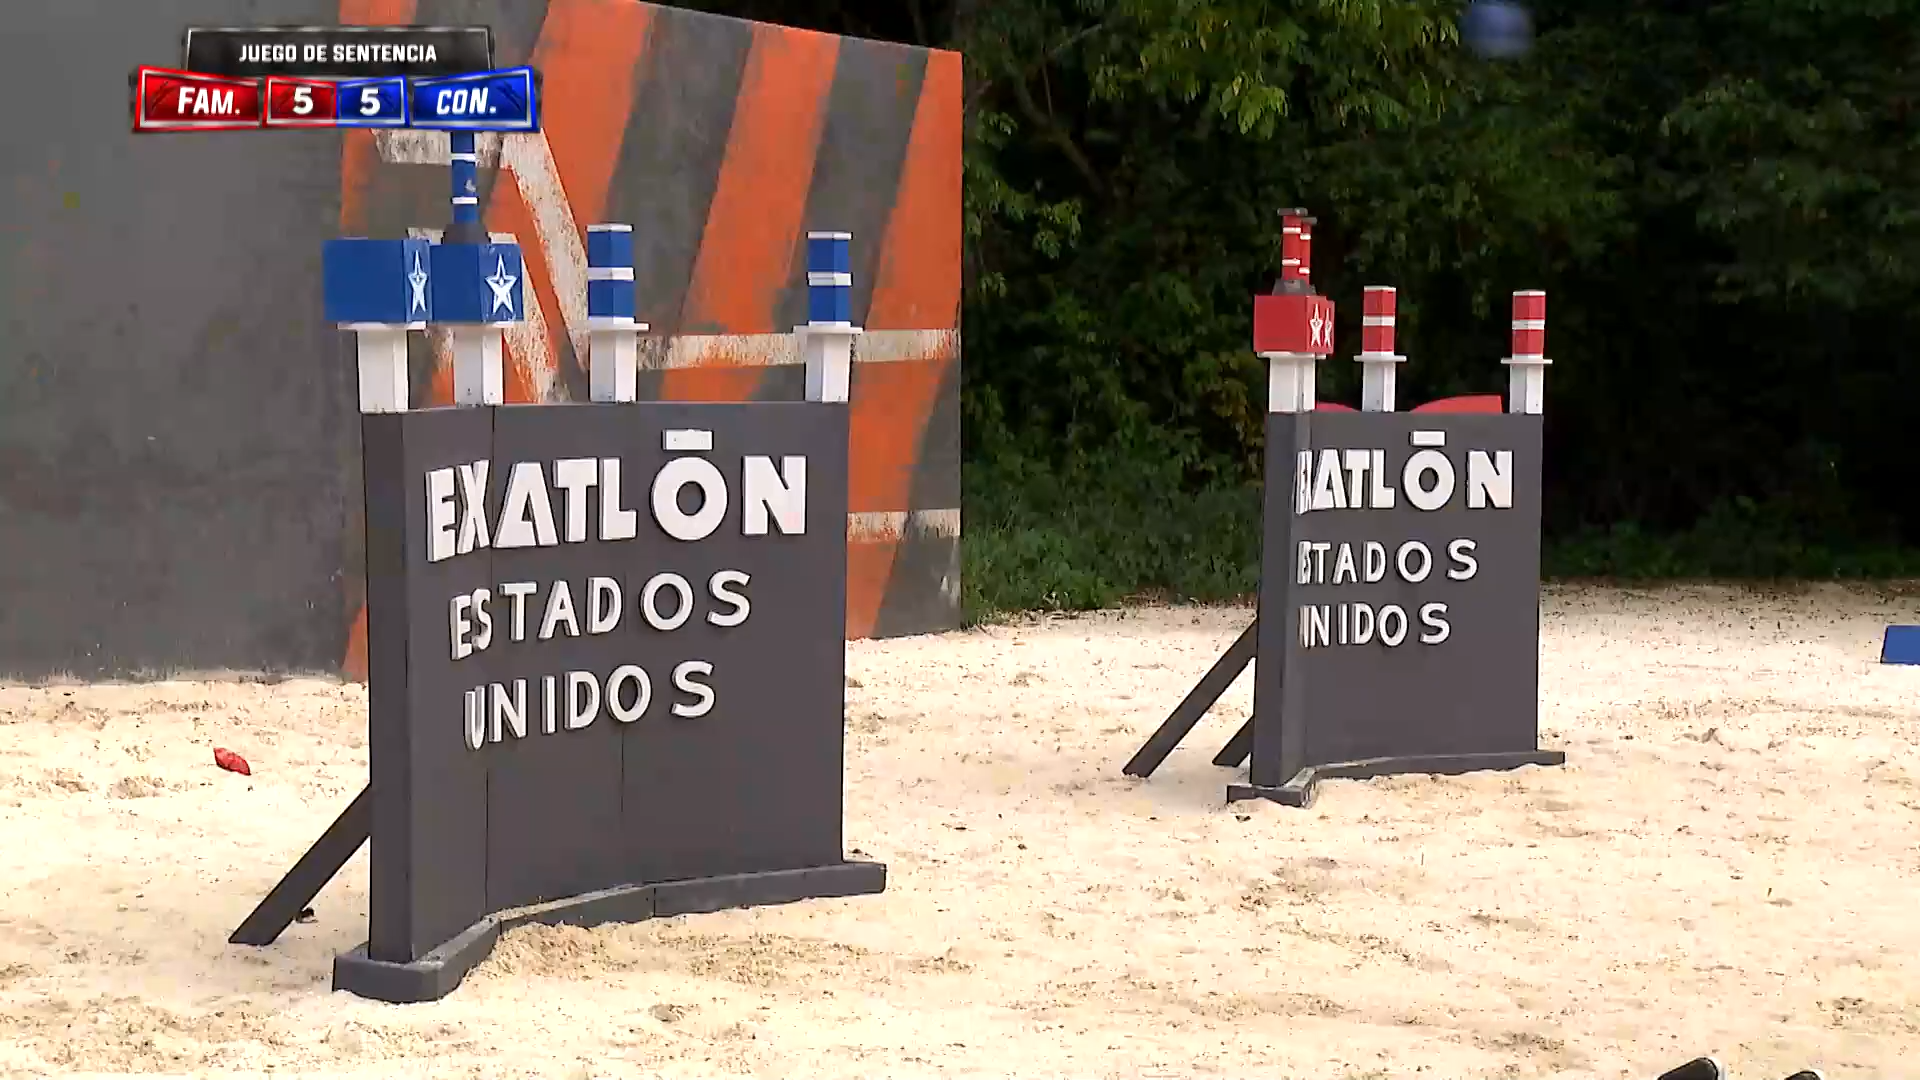 JUEGO DE SENTENCIA
FAM. 5 5 CON.
EXATLŌN
ESTADOS
UNIDOS
EXATLŌN
ESTADOS
UNIDOS